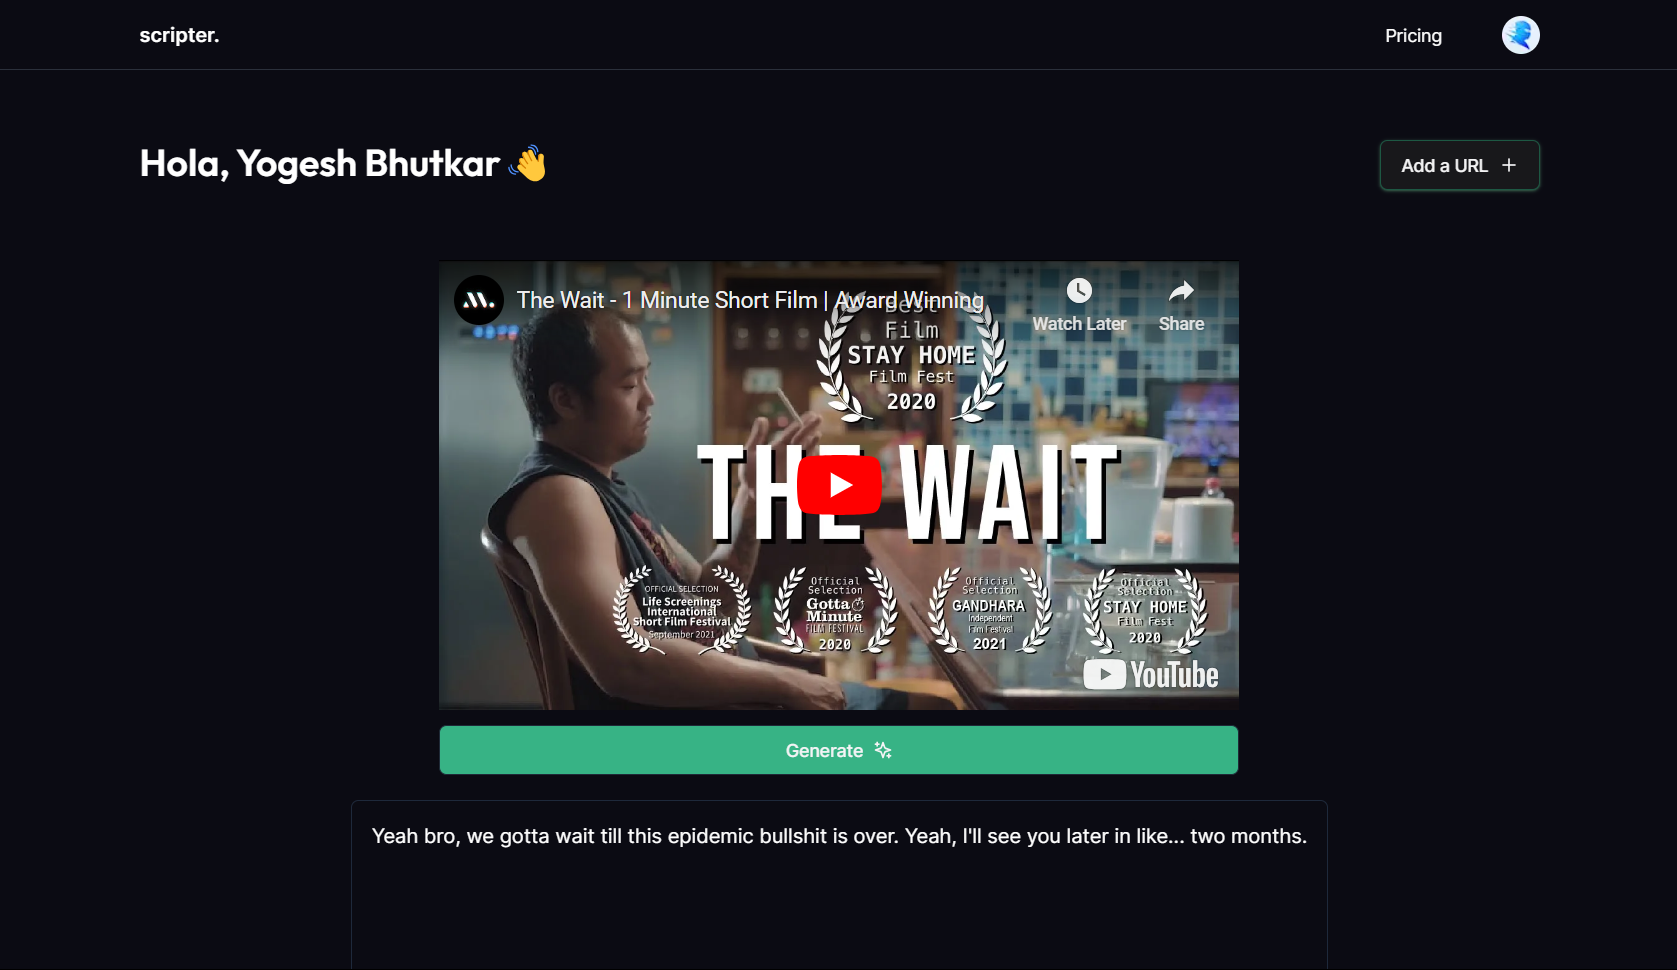 scripter.
Pricing
Hola, Yogesh Bhutkar
Add a URL
The Wait - 1 Minute Short Film | Award Winning
Watch Later
Share
Best
Film
STAY HOME
Film Fest
2020
THE WAIT
OFFICIAL SELECTION
Life Screenings
International
Short Film Festival
September 2021
Official
Selection
Gotta
Minute
FILM FESTIVAL
2020
Official
Selection
GANDHARA
Independent
Film Festival
2021
Official
Selection
STAY HOME
Film Fest
2020
YouTube
Generate
Yeah bro, we gotta wait till this epidemic bullshit is over. Yeah, I'll see you later in like... two months.